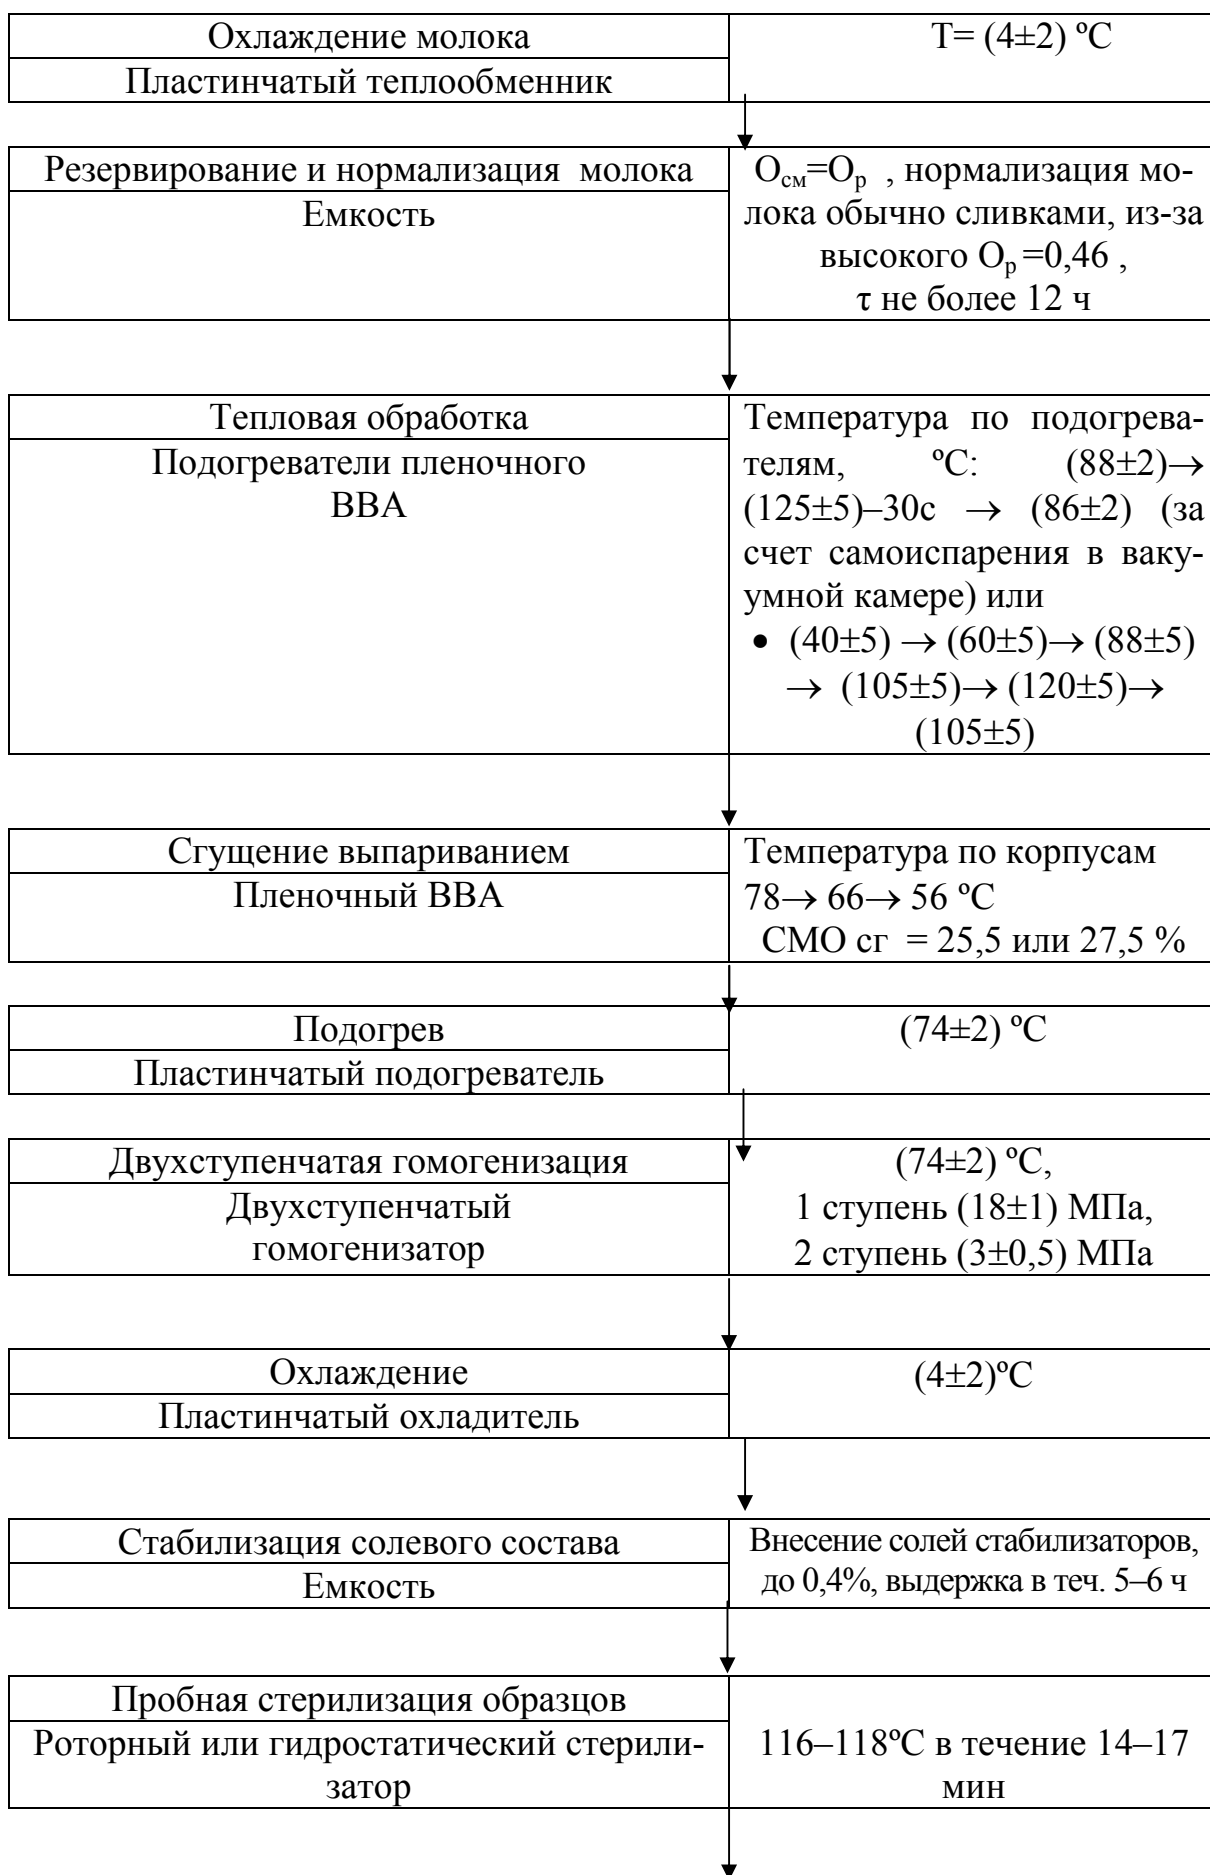 Охлаждение молока
Пластинчатый теплообменник
T= (4±2) ºС
Резервирование и нормализация  молока
Емкость
Oсм=Oр  , нормализация мо-
лока обычно сливками, из-за
высокого Oр =0,46 ,
τ не более 12 ч
Тепловая обработка
Подогреватели пленочного
ВВА
Температура по подогрева-
телям, ºС: (88±2)→
(125±5)–30с → (86±2) (за
счет самоиспарения в ваку-
умной камере) или
• (40±5) → (60±5)→ (88±5)
→ (105±5)→ (120±5)→
(105±5)
Сгущение выпариванием
Пленочный ВВА
Температура по корпусам
78→ 66→ 56 ºС
СМО сг  = 25,5 или 27,5 %
Подогрев
Пластинчатый подогреватель
(74±2) ºС
Двухступенчатая гомогенизация
Двухступенчатый
гомогенизатор
(74±2) ºС,
1 ступень (18±1) МПа,
2 ступень (3±0,5) МПа
Охлаждение
Пластинчатый охладитель
(4±2)ºС
Стабилизация солевого состава
Емкость
Внесение солей стабилизаторов,
до 0,4%, выдержка в теч. 5–6 ч
Пробная стерилизация образцов
Роторный или гидростатический стерили-
затор
116–118ºС в течение 14–17
мин